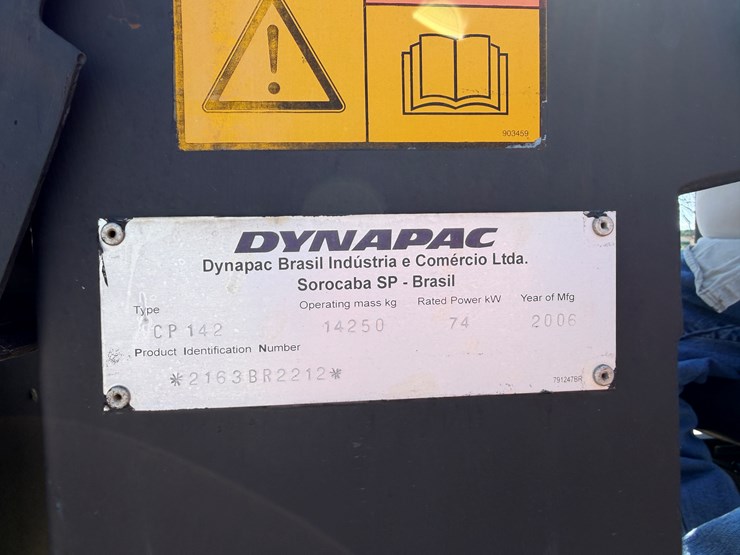 903459
DYNAPAC
Dynapac Brasil Indústria e Comércio Ltda.
Sorocaba SP - Brasil
Type Operating mass kg Rated Power kW Year of Mfg
CP 142 14250 74 2006
Product Identification Number
*2163BR2212*
791247BR